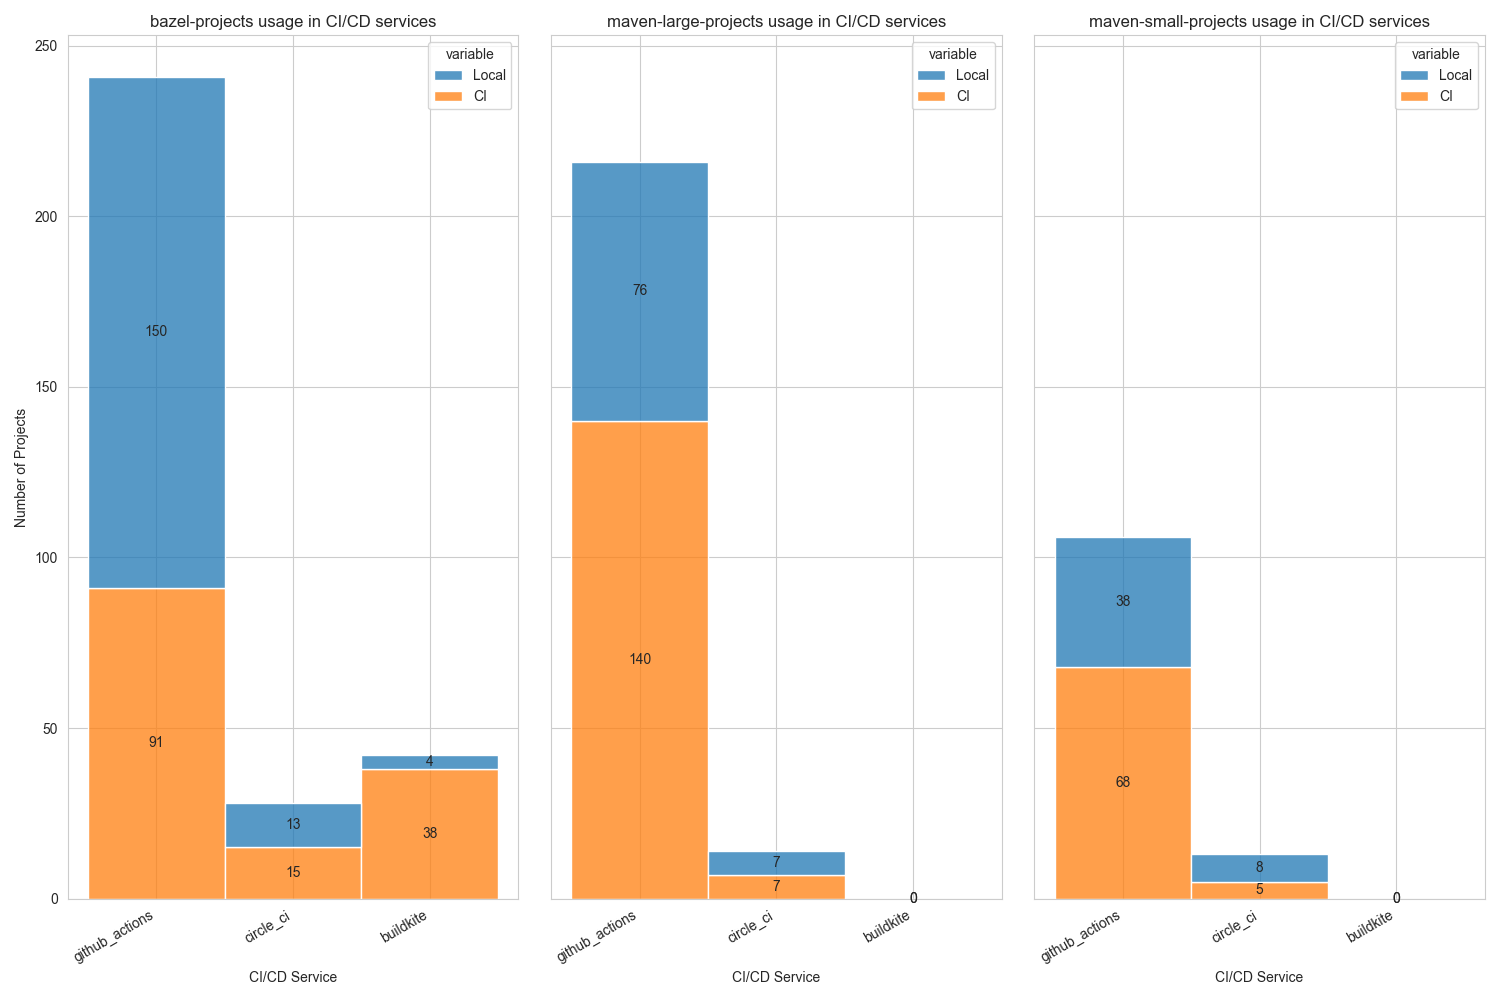 bazel-projects usage in CI/CD services
variable
Local
CI
250
200
150
100
50
0
Number of Projects
150
91
13
15
4
38
github_actions
circle_ci
buildkite
CI/CD Service
maven-large-projects usage in CI/CD services
variable
Local
CI
76
140
7
7
0
github_actions
circle_ci
buildkite
CI/CD Service
maven-small-projects usage in CI/CD services
variable
Local
CI
38
68
8
5
0
github_actions
circle_ci
buildkite
CI/CD Service